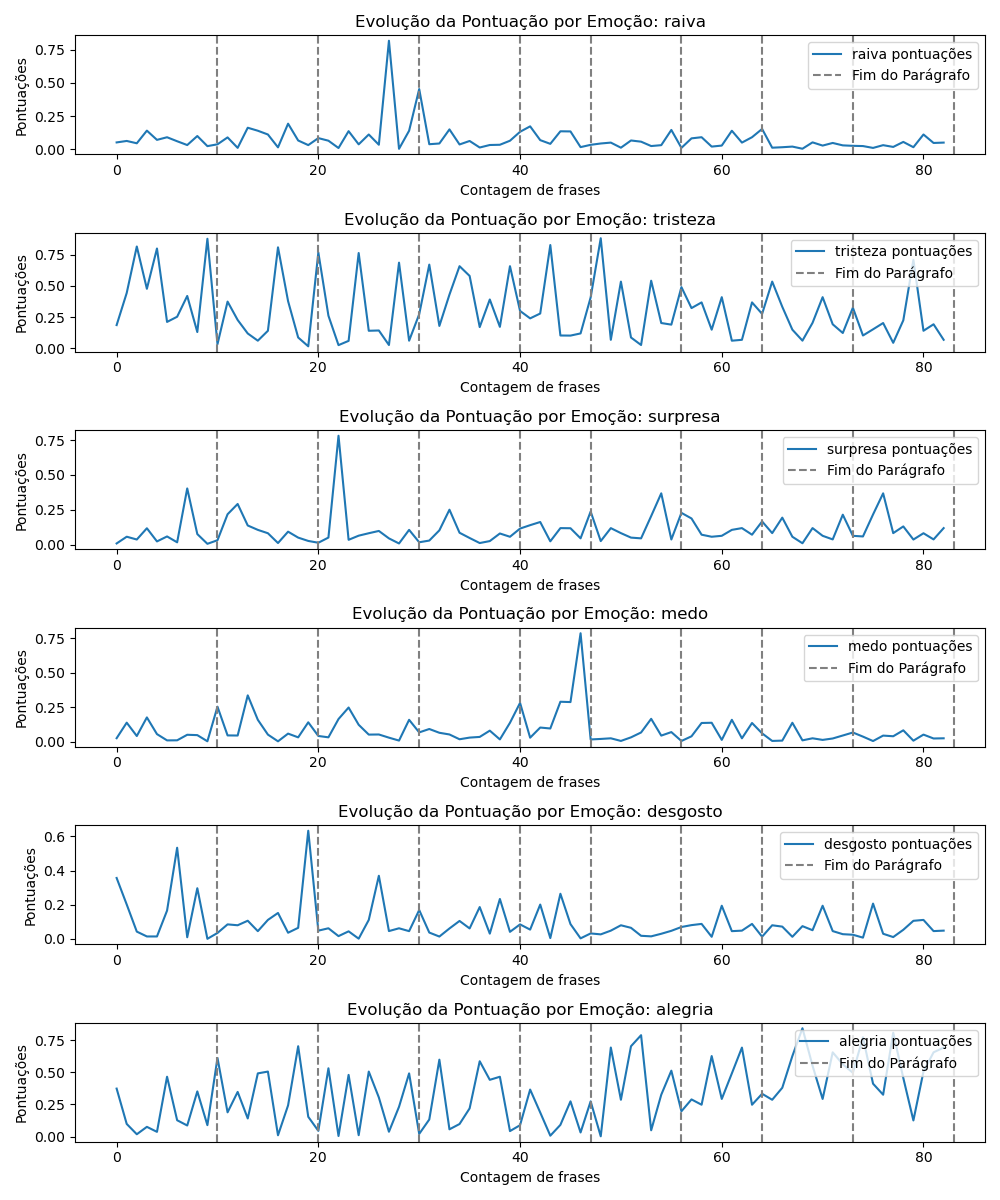 Evolução da Pontuação por Emoção: raiva
Pontuações
0.75
0.50
0.25
0.00
raiva pontuações
Fim do Parágrafo
0 20 40 60 80
Contagem de frases
Evolução da Pontuação por Emoção: tristeza
Pontuações
0.75
0.50
0.25
0.00
tristeza pontuações
Fim do Parágrafo
0 20 40 60 80
Contagem de frases
Evolução da Pontuação por Emoção: surpresa
Pontuações
0.75
0.50
0.25
0.00
surpresa pontuações
Fim do Parágrafo
0 20 40 60 80
Contagem de frases
Evolução da Pontuação por Emoção: medo
Pontuações
0.75
0.50
0.25
0.00
medo pontuações
Fim do Parágrafo
0 20 40 60 80
Contagem de frases
Evolução da Pontuação por Emoção: desgosto
Pontuações
0.6
0.4
0.2
0.0
desgosto pontuações
Fim do Parágrafo
0 20 40 60 80
Contagem de frases
Evolução da Pontuação por Emoção: alegria
Pontuações
0.75
0.50
0.25
0.00
alegria pontuações
Fim do Parágrafo
0 20 40 60 80
Contagem de frases